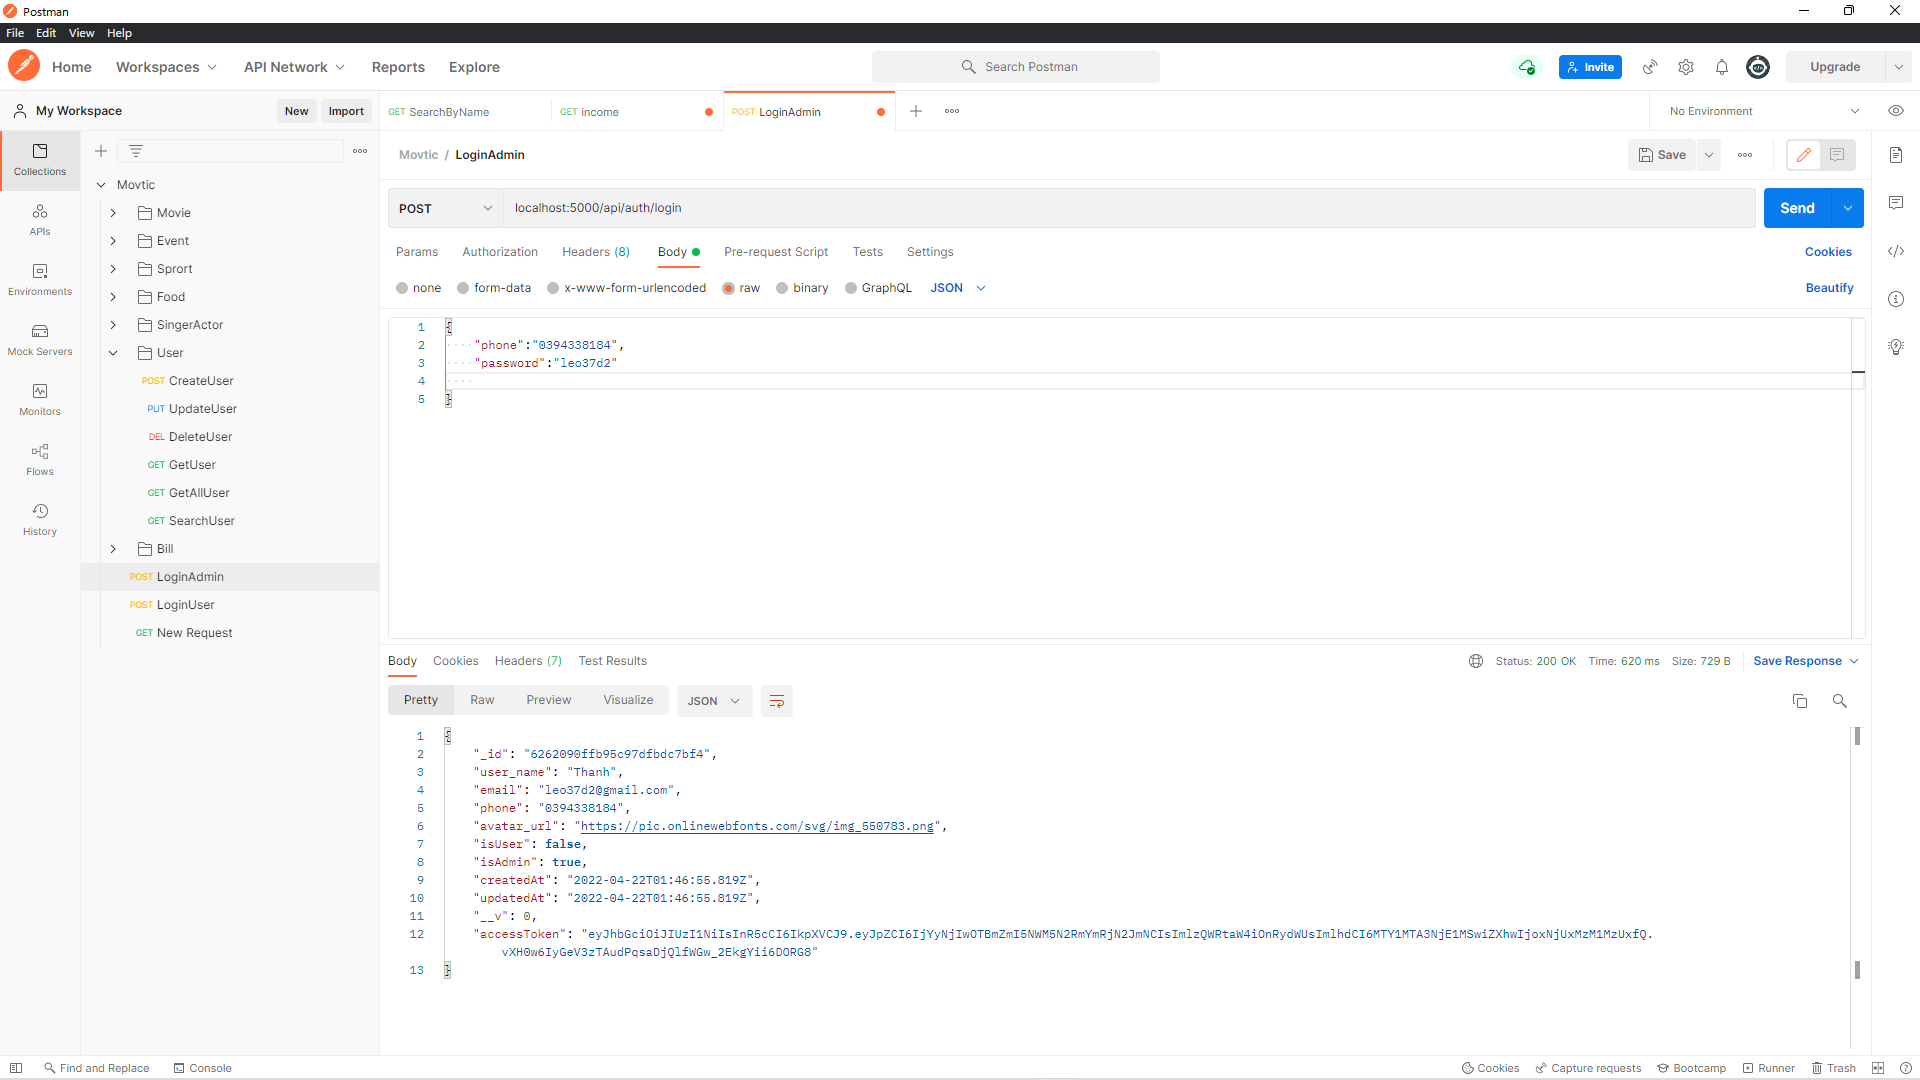 Postman
File Edit View Help
Home Workspaces API Network Reports Explore Search Postman Invite Upgrade
My Workspace New Import GET SearchByName GET income POST LoginAdmin No Environment
Collections
APIs
Environments
Mock Servers
Monitors
Flows
History
Movtic
Movie
Event
Sprort
Food
SingerActor
User
POST CreateUser
PUT UpdateUser
DEL DeleteUser
GET GetUser
GET GetAllUser
GET SearchUser
Bill
POST LoginAdmin
POST LoginUser
GET New Request
Movtic / LoginAdmin Save
POST localhost:5000/api/auth/login Send
Params Authorization Headers (8) Body Pre-request Script Tests Settings Cookies
none form-data x-www-form-urlencoded raw binary GraphQL JSON Beautify
1 {
2 "phone":"0394338184",
3 "password":"leo37d2"
4
5 }
Body Cookies Headers (7) Test Results Status: 200 OK Time: 620 ms Size: 729 B Save Response
Pretty Raw Preview Visualize JSON
1 {
2 "_id": "6262090ffb95c97dfbdc7bf4",
3 "user_name": "Thanh",
4 "email": "leo37d2@gmail.com",
5 "phone": "0394338184",
6 "avatar_url": "https://pic.onlinewebfonts.com/svg/img_550783.png",
7 "isUser": false,
8 "isAdmin": true,
9 "createdAt": "2022-04-22T01:46:55.819Z",
10 "updatedAt": "2022-04-22T01:46:55.819Z",
11 "__v": 0,
12 "accessToken": "eyJhbGciOiJIUzI1NiIsInR5cCI6IkpXVCJ9.eyJpZCI6IjYyNjIwOTBmZmI5NWM5N2RmYmRjN2JmNCIsImlzQWRtaW4iOnRydWUsImlhdCI6MTY1MTA3NjE1MSwiZXhwIjoxNjUxMzM1MzUxfQ.
vXH0w6IyGeV3zTAudPqsaDjQlfWGw_2EkgYii6DORG8"
13 }
Find and Replace Console Cookies Capture requests Bootcamp Runner Trash